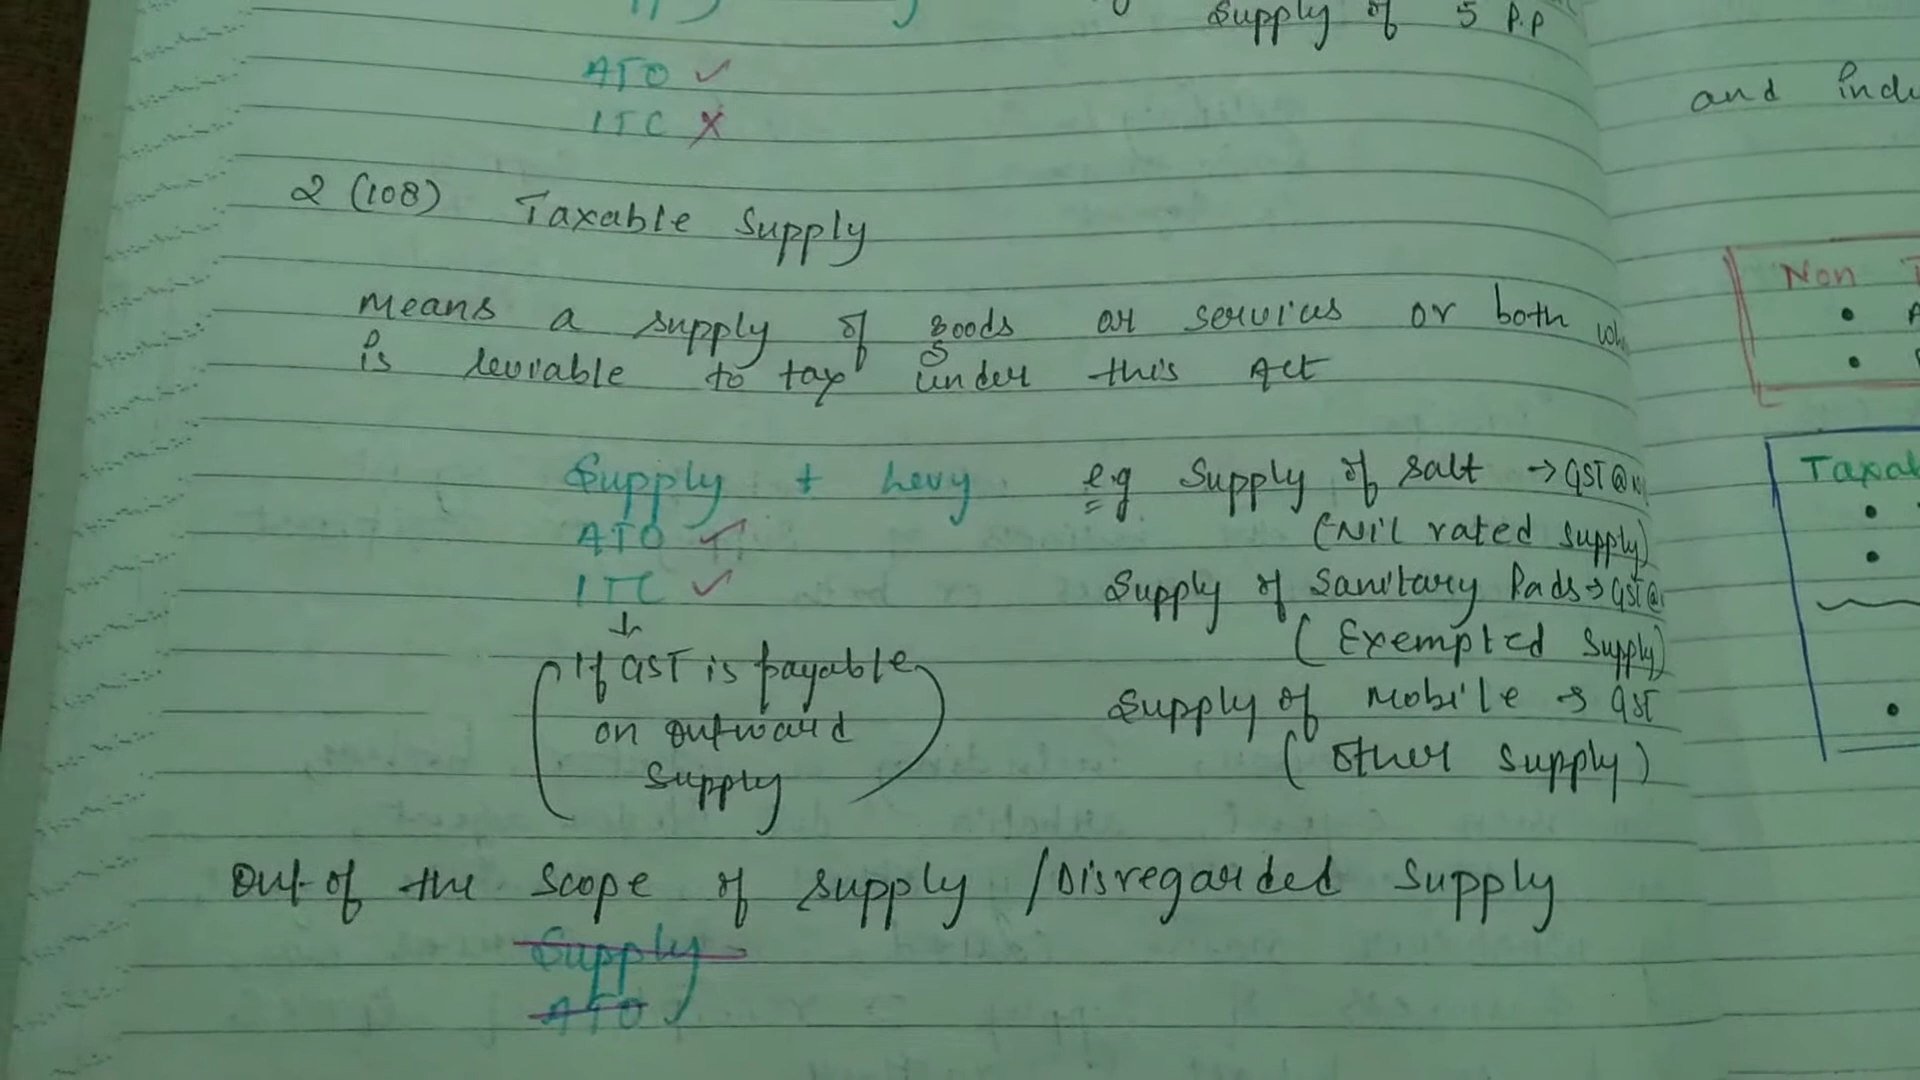 Supply of 5 P.P
ATO ✓
ITC ✗
2 (108) Taxable Supply
means a supply of goods or services or both
is leviable to tax under this Act
Supply + Levy
ATO ✓
ITC ✓
↓
(If GST is payable
on outward
supply)
e.g Supply of salt → GST@
(Nil rated supply)
Supply of Sanitary Pads → GST@
(Exempted Supply)
Supply of mobile → GST
(Other supply)
Out of the scope of supply / Disregarded Supply
Supply
ATO
and
Non